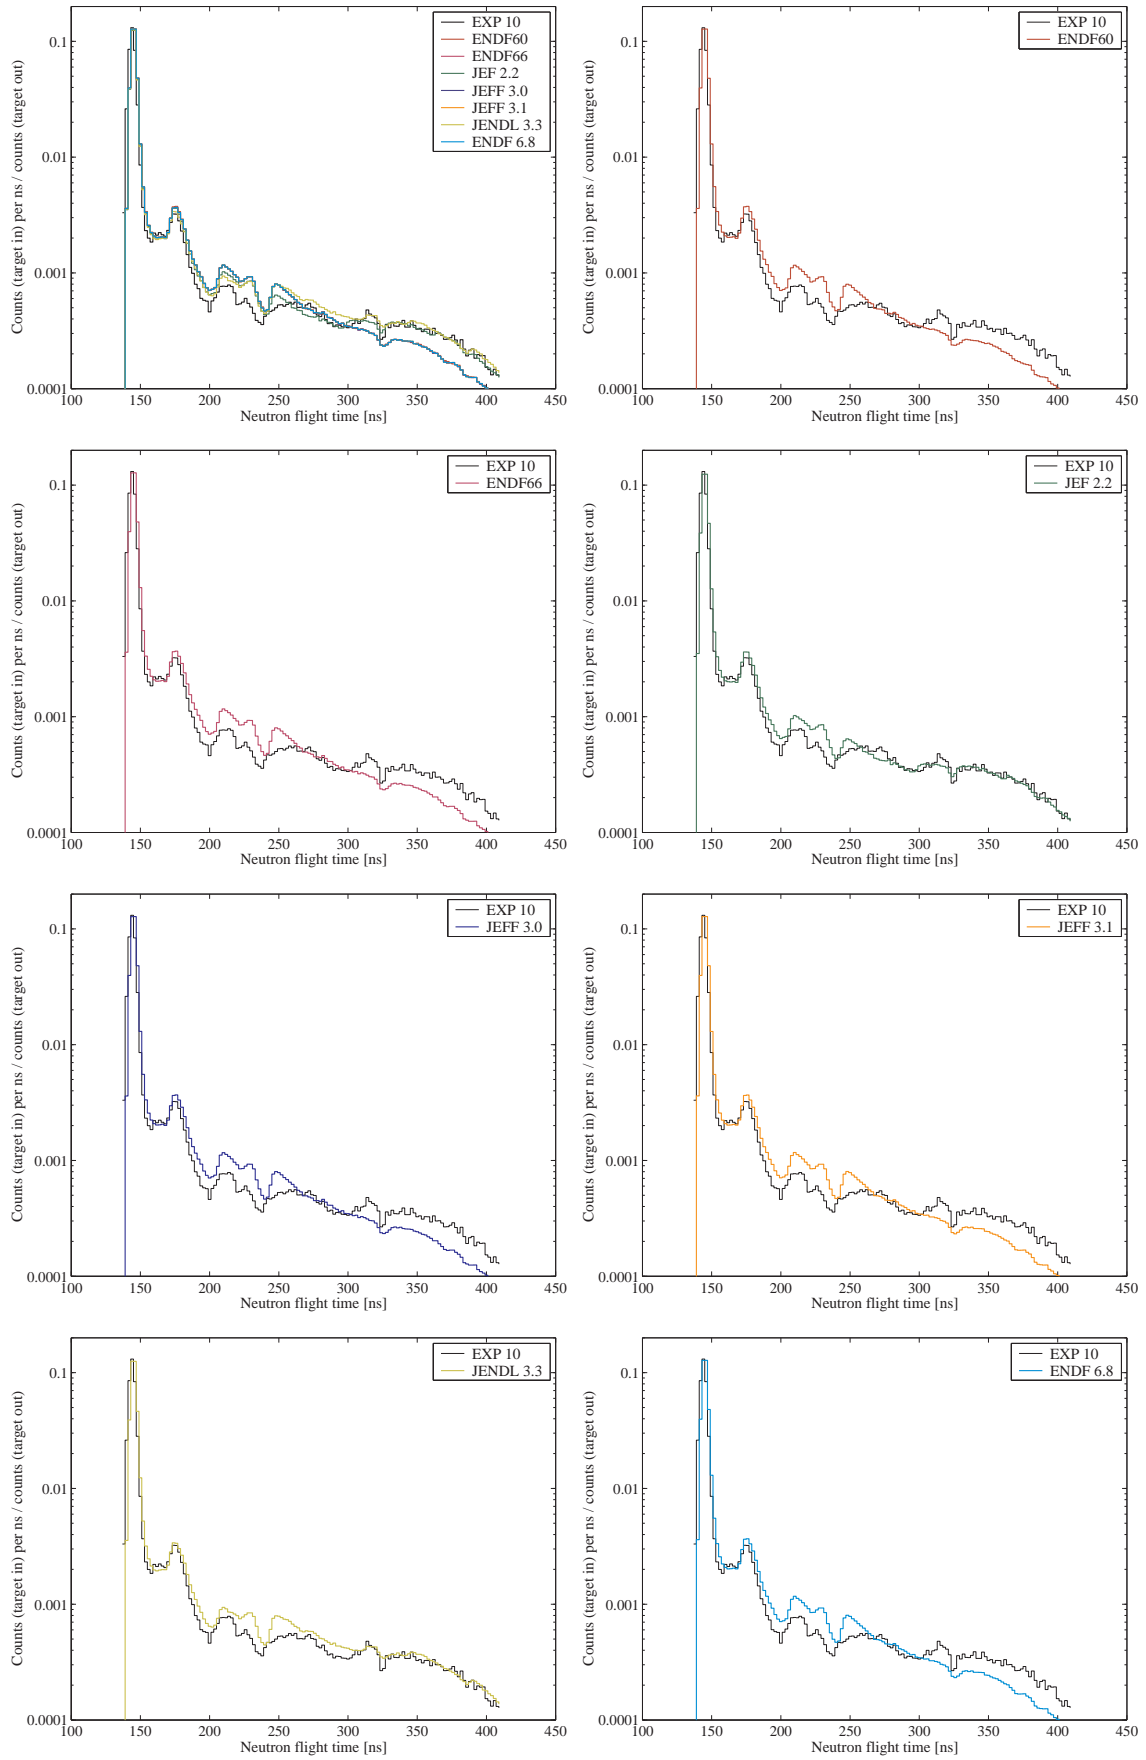 EXP 10
ENDF60
ENDF66
JEF 2.2
JEFF 3.0
JEFF 3.1
JENDL 3.3
ENDF 6.8
Counts (target in) per ns / counts (target out)
0.1
0.01
0.001
0.0001
100 150 200 250 300 350 400 450
Neutron flight time [ns]
EXP 10
ENDF60
Counts (target in) per ns / counts (target out)
0.1
0.01
0.001
0.0001
100 150 200 250 300 350 400 450
Neutron flight time [ns]
EXP 10
ENDF66
Counts (target in) per ns / counts (target out)
0.1
0.01
0.001
0.0001
100 150 200 250 300 350 400 450
Neutron flight time [ns]
EXP 10
JEF 2.2
Counts (target in) per ns / counts (target out)
0.1
0.01
0.001
0.0001
100 150 200 250 300 350 400 450
Neutron flight time [ns]
EXP 10
JEFF 3.0
Counts (target in) per ns / counts (target out)
0.1
0.01
0.001
0.0001
100 150 200 250 300 350 400 450
Neutron flight time [ns]
EXP 10
JEFF 3.1
Counts (target in) per ns / counts (target out)
0.1
0.01
0.001
0.0001
100 150 200 250 300 350 400 450
Neutron flight time [ns]
EXP 10
JENDL 3.3
Counts (target in) per ns / counts (target out)
0.1
0.01
0.001
0.0001
100 150 200 250 300 350 400 450
Neutron flight time [ns]
EXP 10
ENDF 6.8
Counts (target in) per ns / counts (target out)
0.1
0.01
0.001
0.0001
100 150 200 250 300 350 400 450
Neutron flight time [ns]